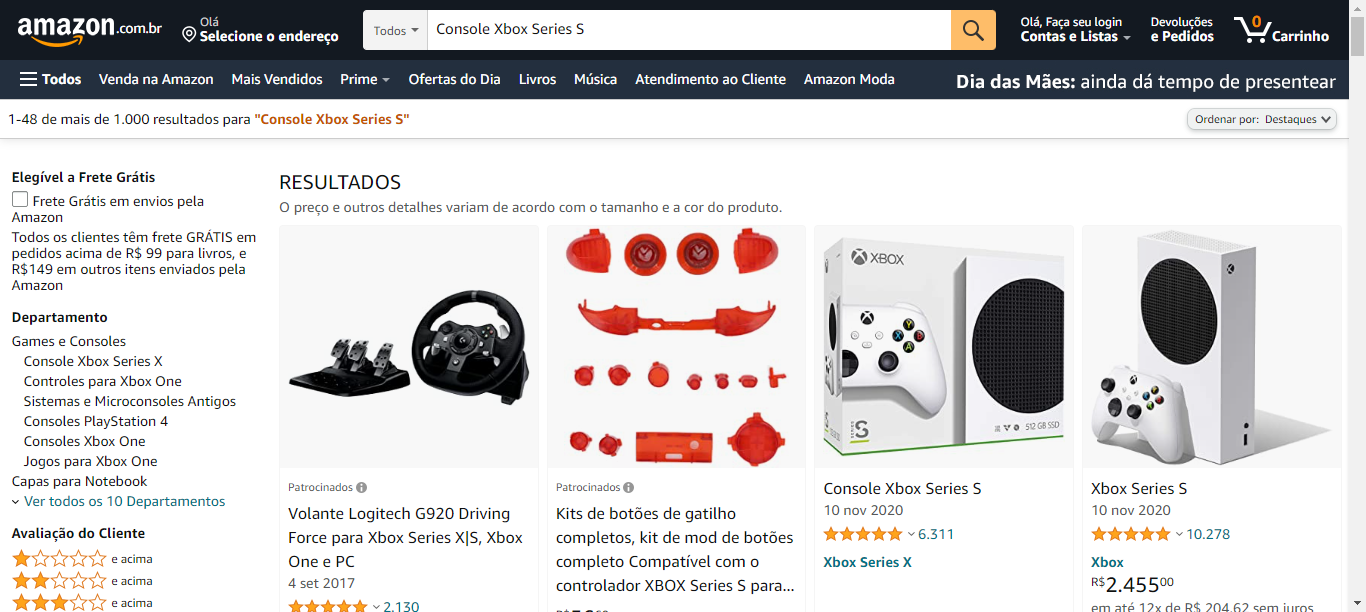 amazon.com.br
Olá
Selecione o endereço
Todos
Console Xbox Series S
Olá, Faça seu login
Contas e Listas
Devoluções
e Pedidos
0
Carrinho
Todos
Venda na Amazon
Mais Vendidos
Prime
Ofertas do Dia
Livros
Música
Atendimento ao Cliente
Amazon Moda
Dia das Mães: ainda dá tempo de presentear
1-48 de mais de 1.000 resultados para "Console Xbox Series S"
Ordenar por: Destaques
Elegível a Frete Grátis
Frete Grátis em envios pela
Amazon
Todos os clientes têm frete GRÁTIS em
pedidos acima de R$ 99 para livros, e
R$149 em outros itens enviados pela
Amazon
Departamento
Games e Consoles
Console Xbox Series X
Controles para Xbox One
Sistemas e Microconsoles Antigos
Consoles PlayStation 4
Consoles Xbox One
Jogos para Xbox One
Capas para Notebook
Ver todos os 10 Departamentos
Avaliação do Cliente
e acima
e acima
e acima
RESULTADOS
O preço e outros detalhes variam de acordo com o tamanho e a cor do produto.
Patrocinados
Volante Logitech G920 Driving
Force para Xbox Series X|S, Xbox
One e PC
4 set 2017
2.130
Patrocinados
Kits de botões de gatilho
completos, kit de mod de botões
completo Compatível com o
controlador XBOX Series S para...
XBOX
X
Y
B
A
SERIES S
512 GB SSD
Console Xbox Series S
10 nov 2020
6.311
Xbox Series X
Xbox Series S
10 nov 2020
10.278
Xbox
R$2.45500
em até 12x de R$ 204,62 sem juros